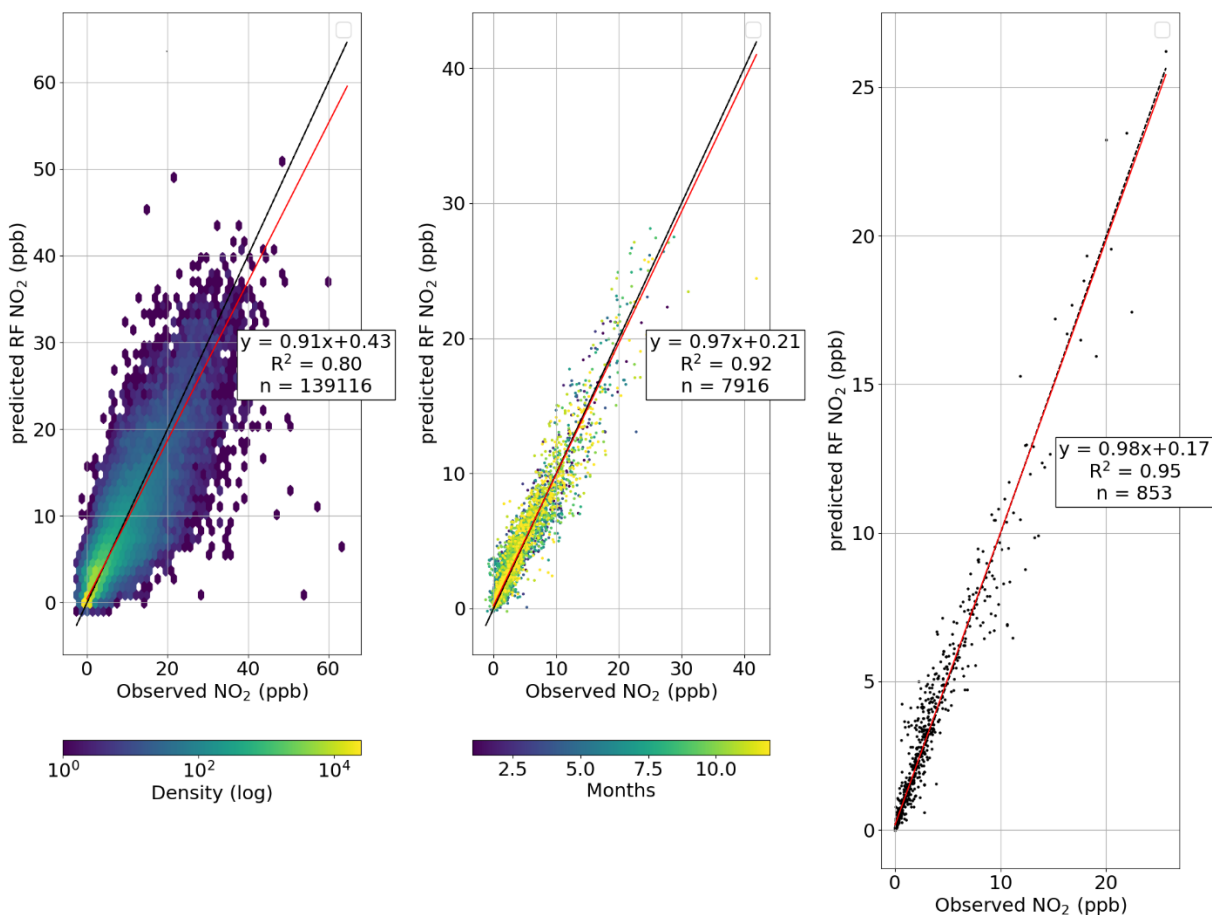 predicted RF NO₂ (ppb)
60
50
40
30
20
10
0
y = 0.91x+0.43
R² = 0.80
n = 139116
0 20 40 60
Observed NO₂ (ppb)
10⁰ 10² 10⁴
Density (log)
predicted RF NO₂ (ppb)
40
30
20
10
0
y = 0.97x+0.21
R² = 0.92
n = 7916
0 10 20 30 40
Observed NO₂ (ppb)
2.5 5.0 7.5 10.0
Months
predicted RF NO₂ (ppb)
25
20
15
10
5
0
y = 0.98x+0.17
R² = 0.95
n = 853
0 10 20
Observed NO₂ (ppb)